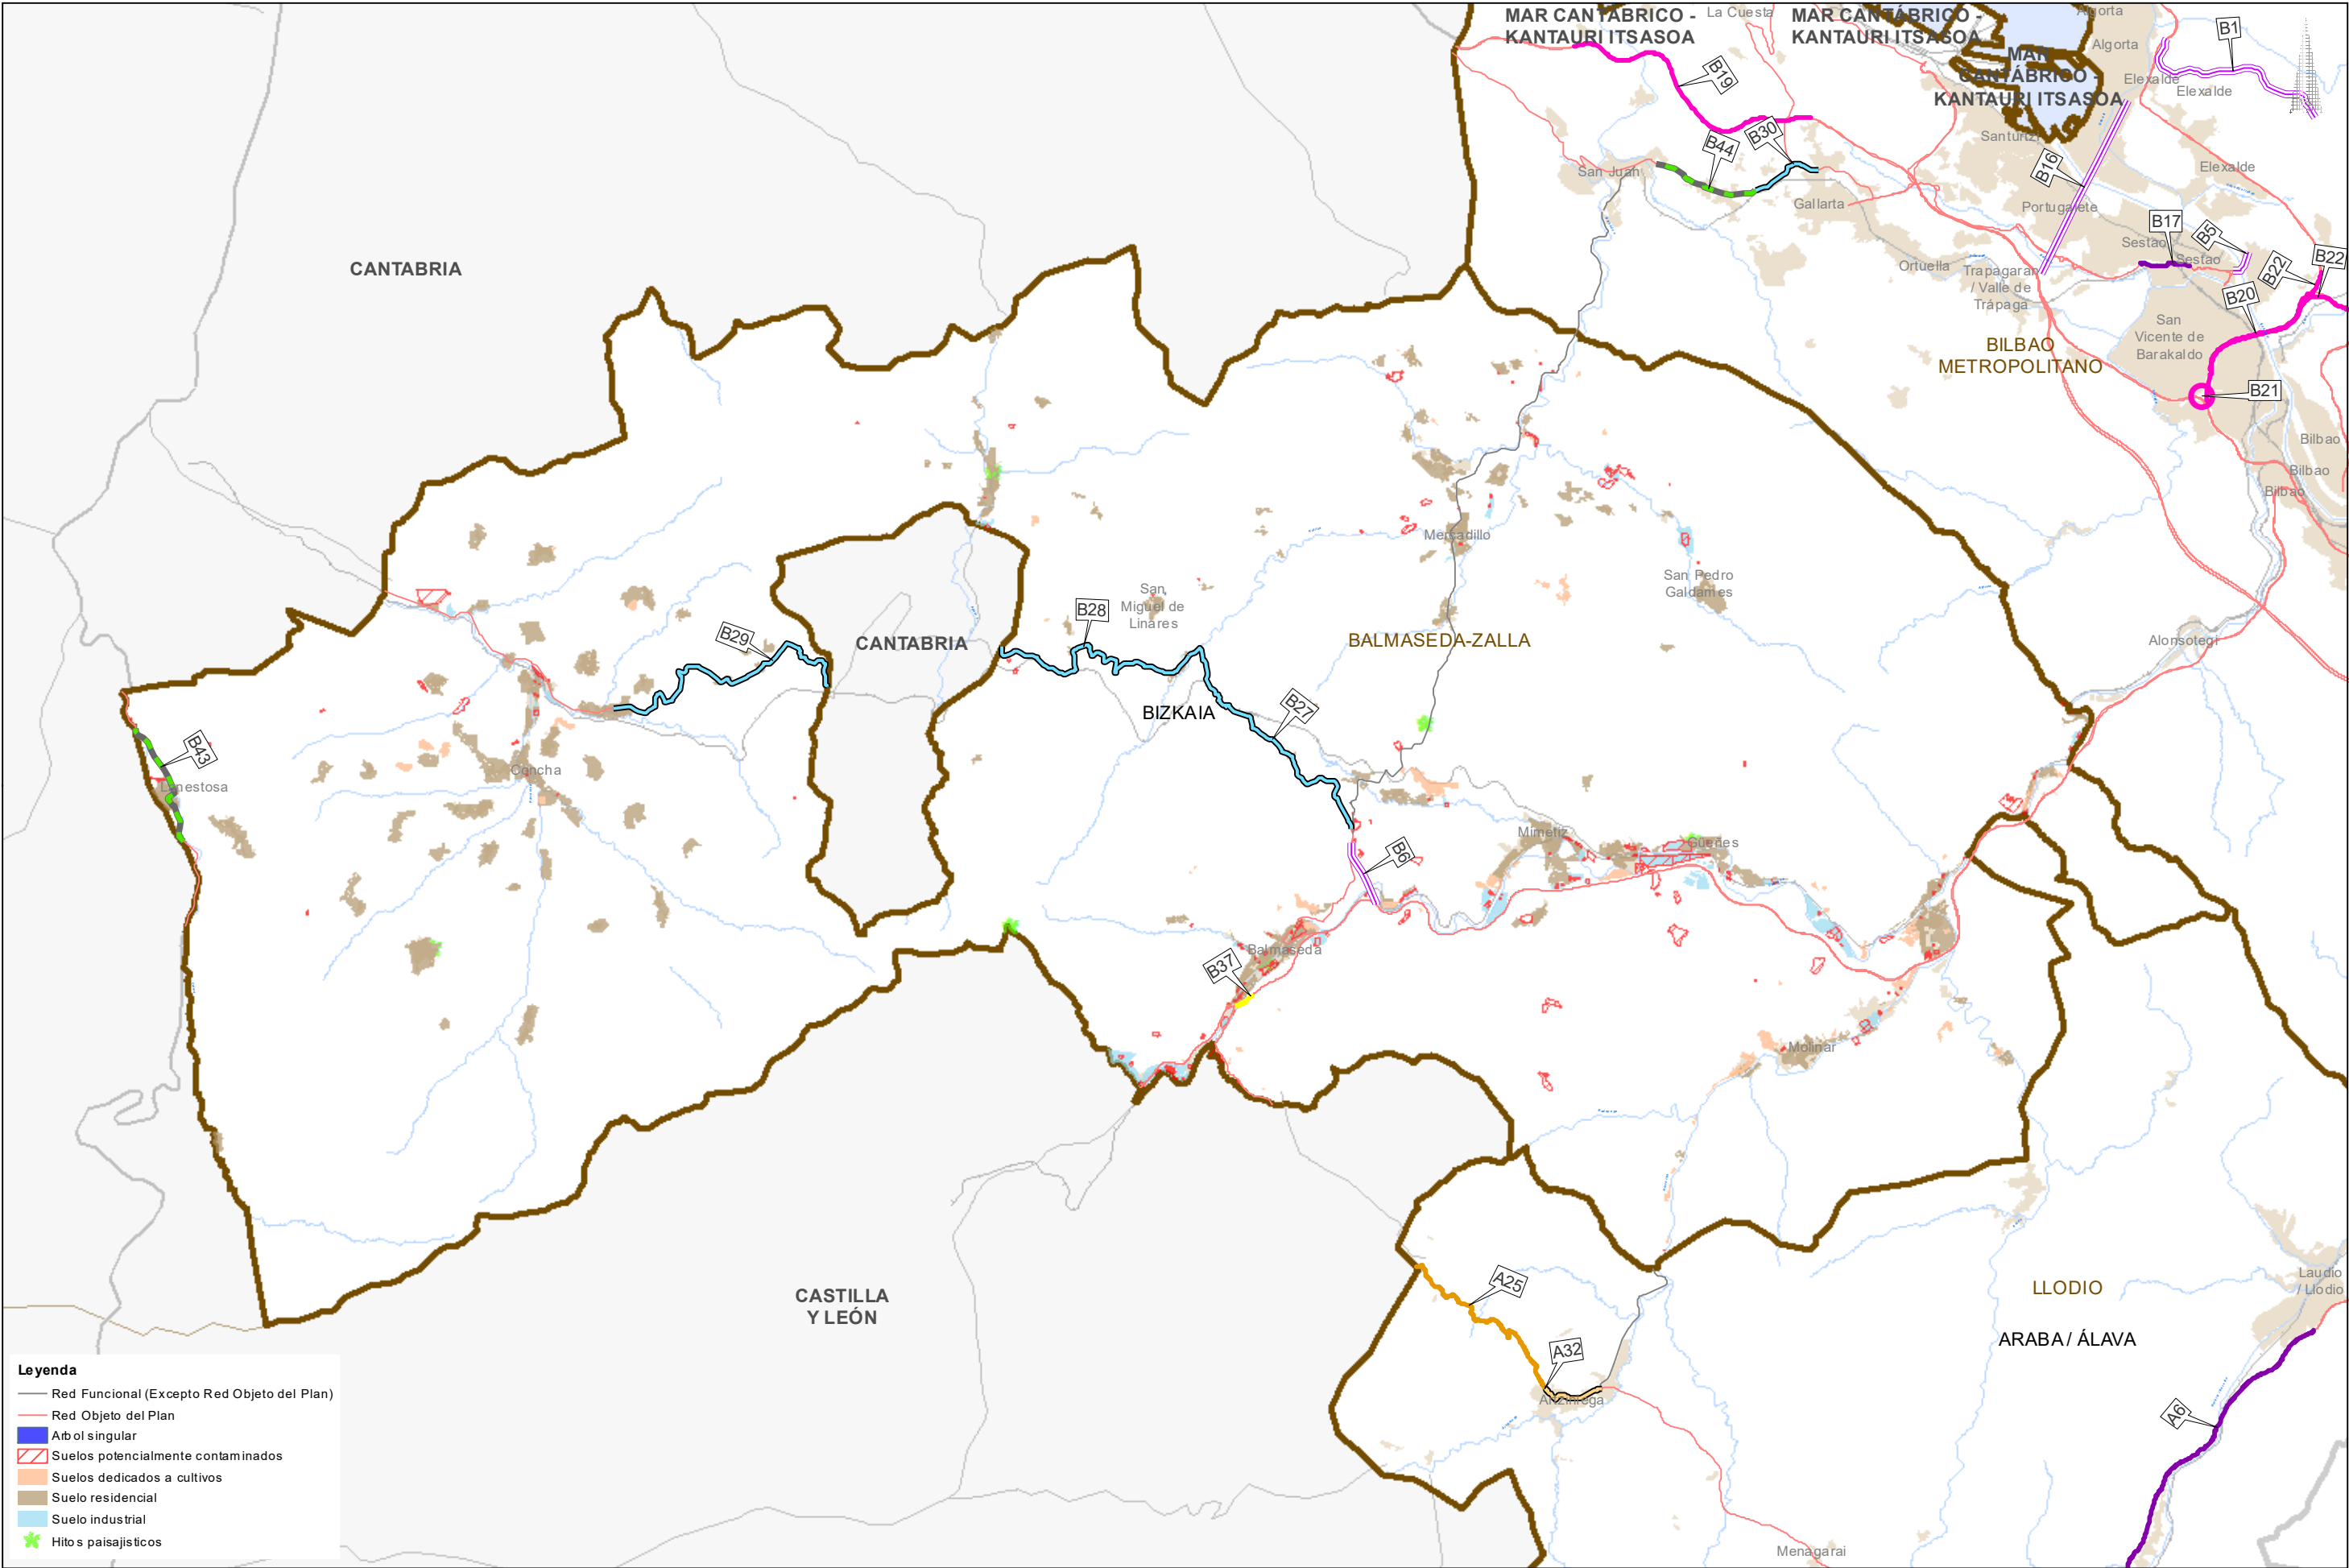 MAR CANTÁBRICO -
KANTAURI ITSASOA
La Cuesta
MAR CANTÁBRICO -
KANTAURI ITSASOA
Algorta
Algorta
B1
MAR
CANTÁBRICO -
KANTAURI ITSASOA
Elexalde
Elexalde
B19
Santurtzi
B30
B44
B16
Elexalde
San Juan
Gallarta
Portugalete
B17
B5
Sestao
Sestao
B22
B22
CANTABRIA
Ortuella
Trapagaran
/ Valle de
Trápaga
B20
San
Vicente de
Barakaldo
BILBAO
METROPOLITANO
B21
Bilbao
Bilbao
Bilbao
Mercadillo
San Pedro
Galdames
San
Miguel de
Linares
B28
B29
CANTABRIA
BALMASEDA-ZALLA
Alonsotegi
BIZKAIA
B27
B43
Lanestosa
Concha
Mimetiz
Güeñes
B6
Balmaseda
B37
Molinar
CASTILLA
Y LEÓN
A25
LLODIO
Laudio
/ Llodio
ARABA / ÁLAVA
A32
Artziniega
A6
Menagarai
Leyenda
Red Funcional (Excepto Red Objeto del Plan)
Red Objeto del Plan
Arbol singular
Suelos potencialmente contaminados
Suelos dedicados a cultivos
Suelo residencial
Suelo industrial
Hitos paisajisticos